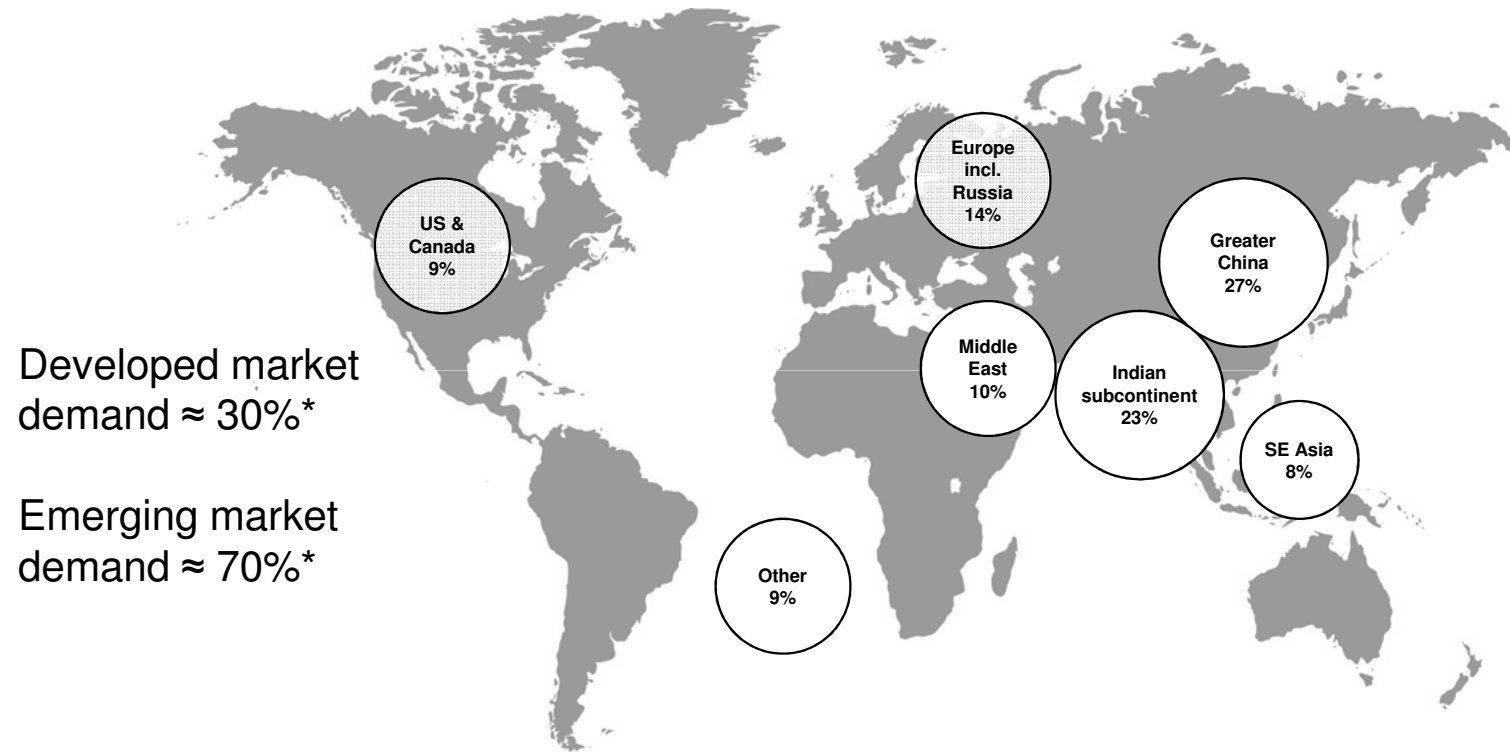 Europe
incl.
Russia
14%
US &
Canada
9%
Greater
China
27%
Developed market
demand ≈ 30%*
Middle
East
10%
Indian
subcontinent
23%
SE Asia
8%
Emerging market
demand ≈ 70%*
Other
9%